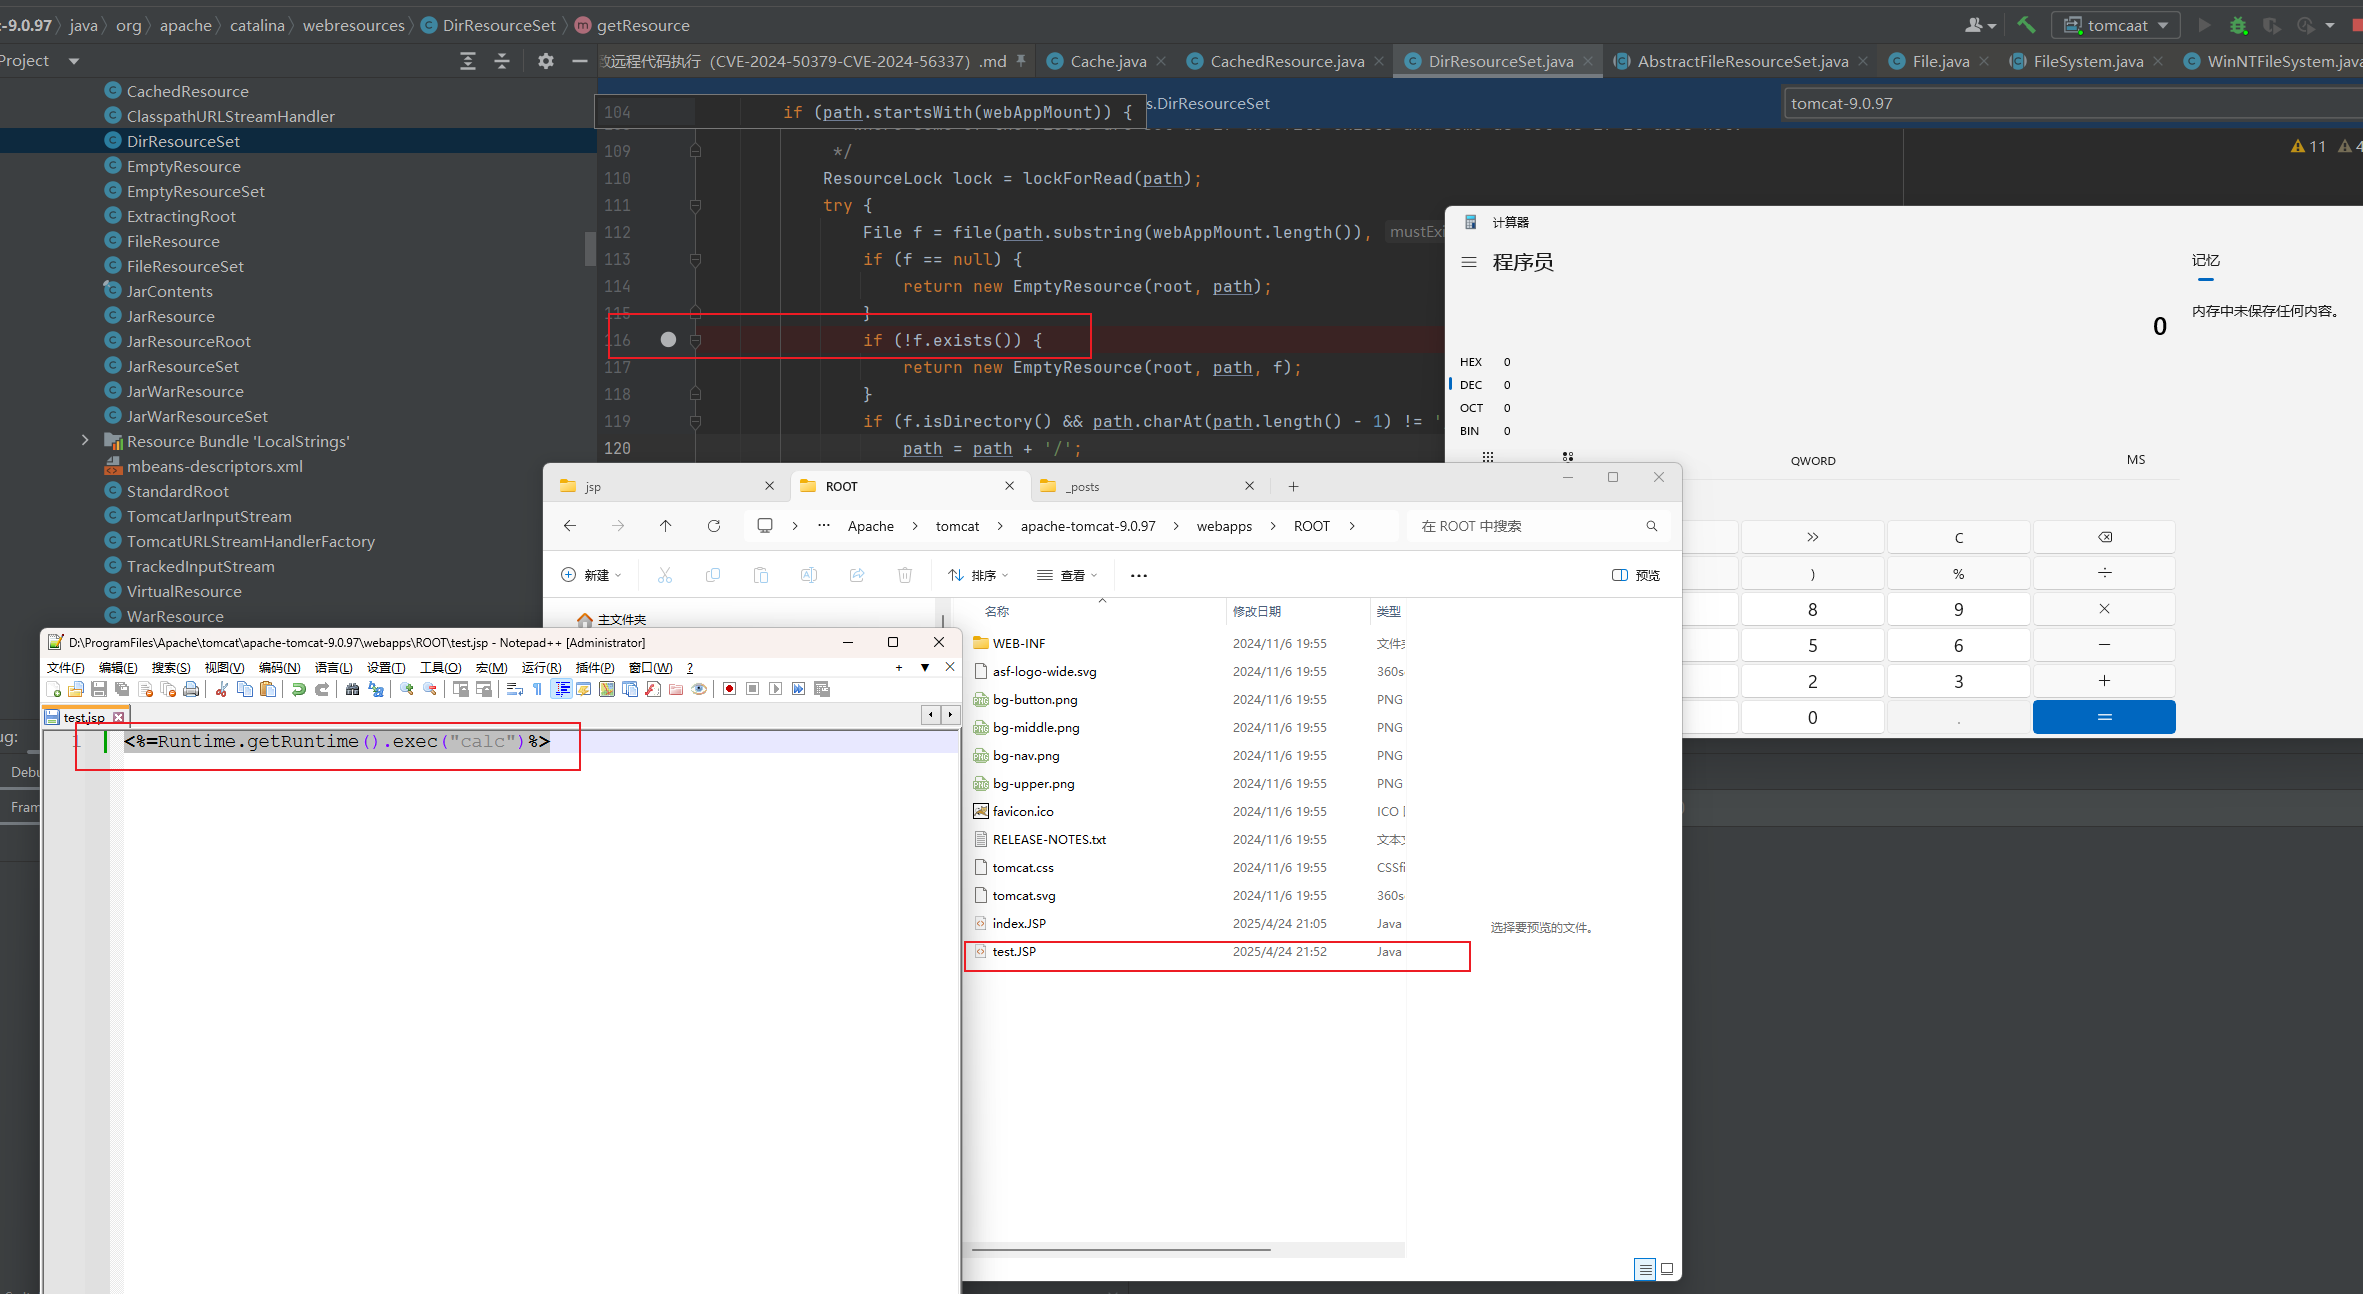 -9.0.97 java org apache catalina webresources DirResourceSet getResource
tomcaat
Project
远程代码执行（CVE-2024-50379-CVE-2024-56337）.md
Cache.java
CachedResource.java
DirResourceSet.java
AbstractFileResourceSet.java
File.java
FileSystem.java
WinNTFileSystem.java
s.DirResourceSet
tomcat-9.0.97
11
4
CachedResource
ClasspathURLStreamHandler
DirResourceSet
EmptyResource
EmptyResourceSet
ExtractingRoot
FileResource
FileResourceSet
JarContents
JarResource
JarResourceRoot
JarResourceSet
JarWarResource
JarWarResourceSet
Resource Bundle 'LocalStrings'
mbeans-descriptors.xml
StandardRoot
TomcatJarInputStream
TomcatURLStreamHandlerFactory
TrackedInputStream
VirtualResource
WarResource
104 if (path.startsWith(webAppMount)) {
109 */
110 ResourceLock lock = lockForRead(path);
111 try {
112 File f = file(path.substring(webAppMount.length()), mustExi
113 if (f == null) {
114 return new EmptyResource(root, path);
115 }
116 if (!f.exists()) {
117 return new EmptyResource(root, path, f);
118 }
119 if (f.isDirectory() && path.charAt(path.length() - 1) != '
120 path = path + '/';
计算器
程序员
记忆
内存中未保存任何内容。
0
HEX 0
DEC 0
OCT 0
BIN 0
QWORD
MS
>> C
) % ÷
8 9 ×
5 6 −
2 3 +
0 . =
jsp
ROOT
_posts
Apache > tomcat > apache-tomcat-9.0.97 > webapps > ROOT >
在 ROOT 中搜索
新建
排序
查看
预览
主文件夹
名称 修改日期 类型
WEB-INF 2024/11/6 19:55 文件
asf-logo-wide.svg 2024/11/6 19:55 360s
bg-button.png 2024/11/6 19:55 PNG
bg-middle.png 2024/11/6 19:55 PNG
bg-nav.png 2024/11/6 19:55 PNG
bg-upper.png 2024/11/6 19:55 PNG
favicon.ico 2024/11/6 19:55 ICO
RELEASE-NOTES.txt 2024/11/6 19:55 文本
tomcat.css 2024/11/6 19:55 CSSfi
tomcat.svg 2024/11/6 19:55 360s
index.JSP 2025/4/24 21:05 Java
test.JSP 2025/4/24 21:52 Java
选择要预览的文件。
D:\ProgramFiles\Apache\tomcat\apache-tomcat-9.0.97\webapps\ROOT\test.jsp - Notepad++ [Administrator]
文件(F) 编辑(E) 搜索(S) 视图(V) 编码(N) 语言(L) 设置(T) 工具(O) 宏(M) 运行(R) 插件(P) 窗口(W) ?
test.jsp
1 <%=Runtime.getRuntime().exec("calc")%>
ug:
Debu
Fram